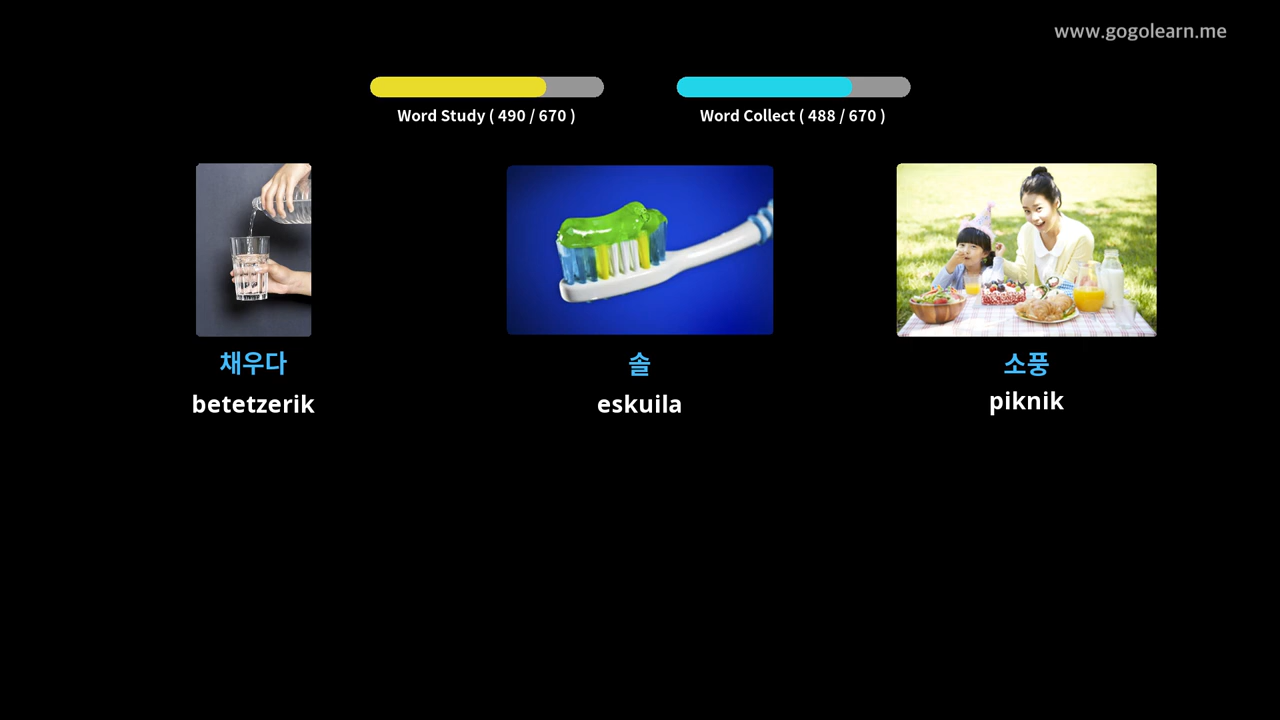 www.gogolearn.me
Word Study ( 490 / 670 )
Word Collect ( 488 / 670 )
채우다
betetzerik
솔
eskuila
소풍
piknik